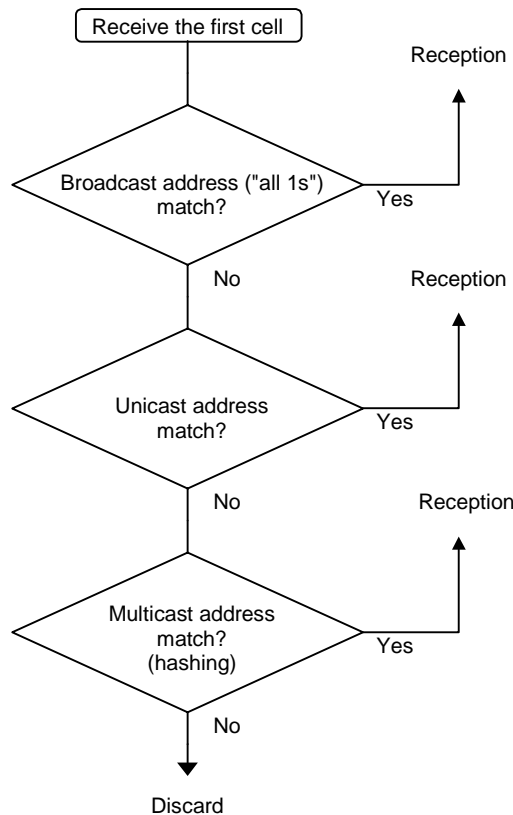 Receive the first cell
Reception
Broadcast address ("all 1s")
match?
Yes
No
Reception
Unicast address
match?
Yes
No
Reception
Multicast address
match?
(hashing)
Yes
No
Discard